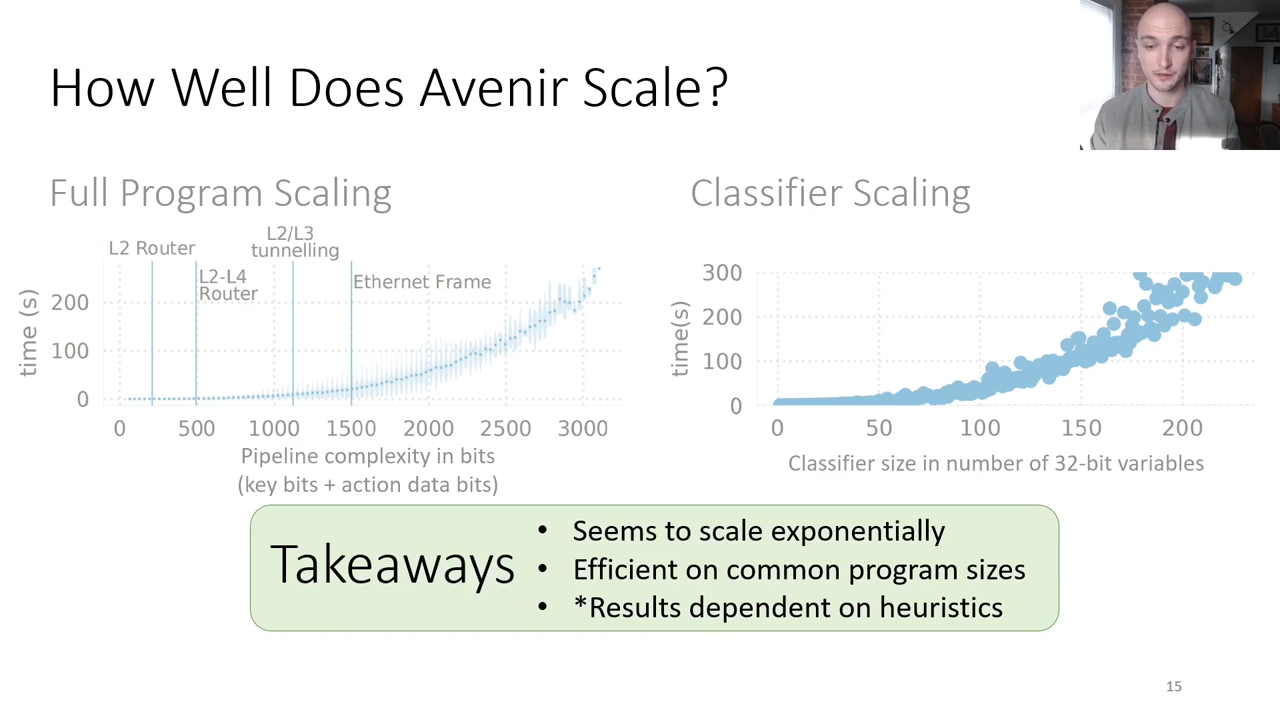 How Well Does Avenir Scale?
Full Program Scaling
L2 Router
L2-L4
Router
L2/L3
tunnelling
Ethernet Frame
time (s)
200
100
0
0 500 1000 1500 2000 2500 3000
Pipeline complexity in bits
(key bits + action data bits)
Classifier Scaling
time(s)
300
200
100
0
0 50 100 150 200
Classifier size in number of 32-bit variables
Takeaways
• Seems to scale exponentially
• Efficient on common program sizes
• *Results dependent on heuristics
15